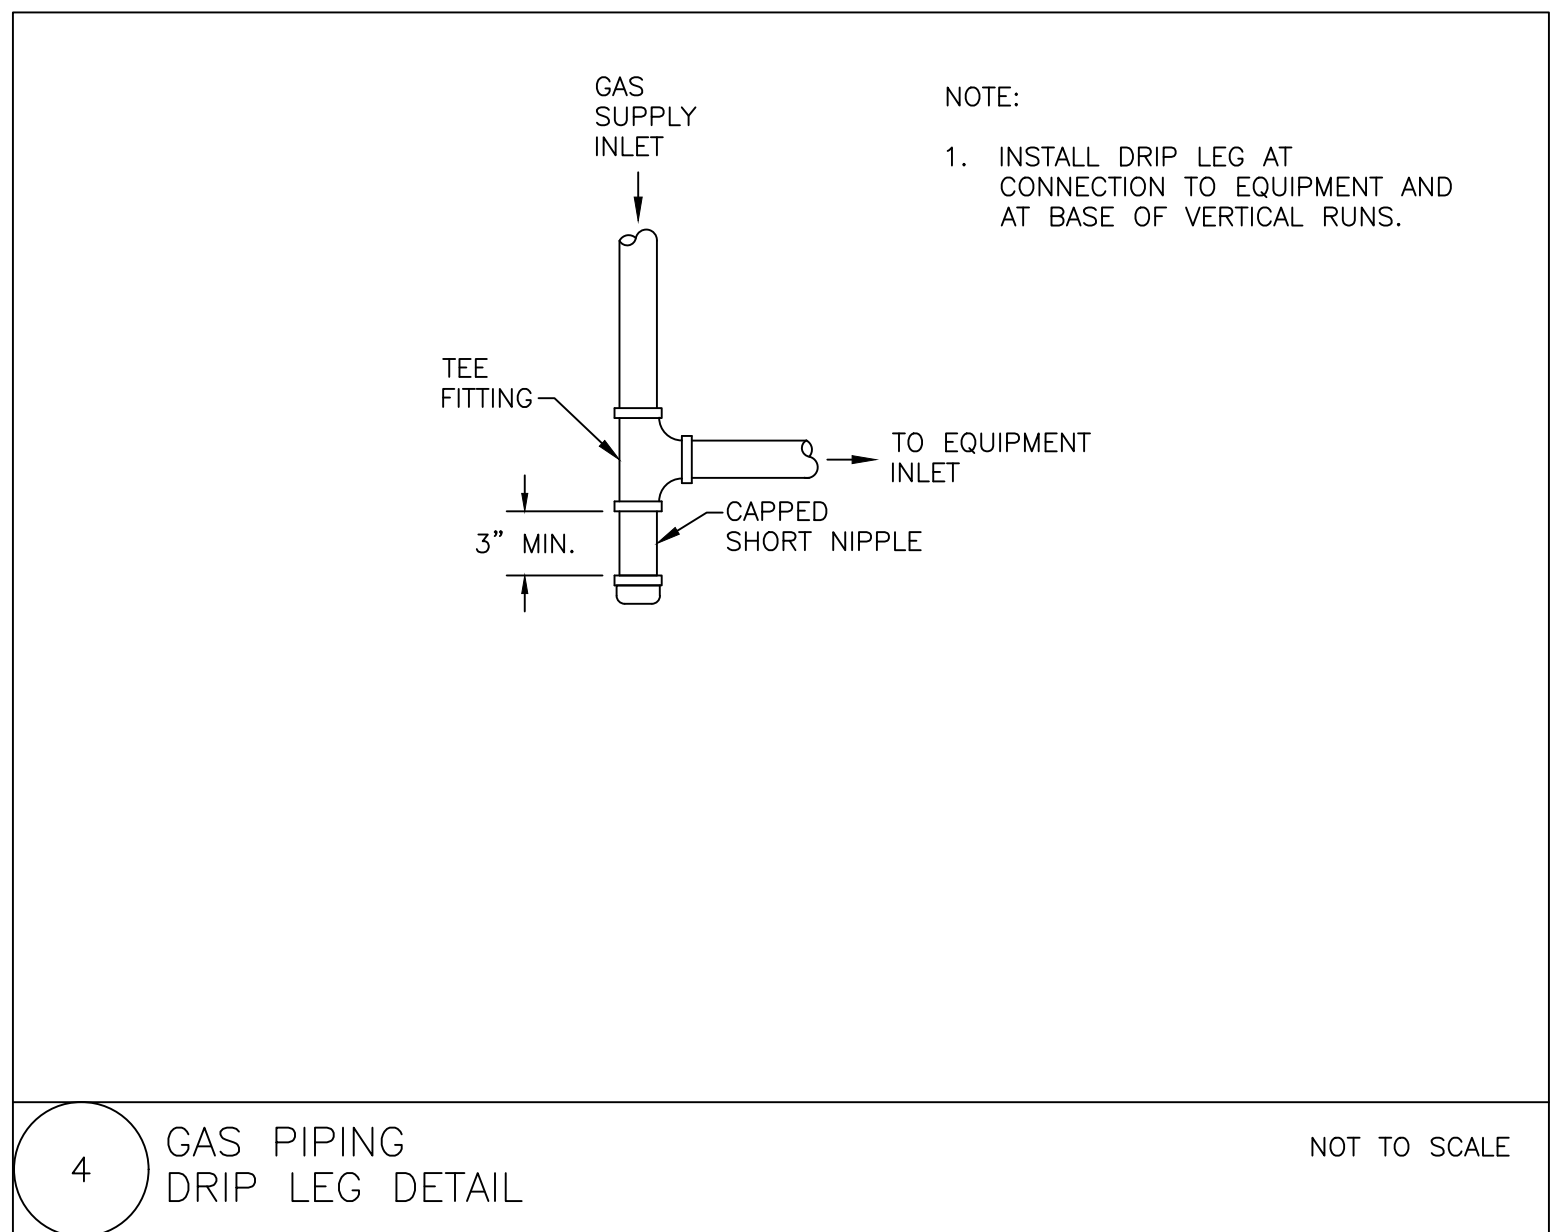 GAS
SUPPLY
INLET
NOTE:
1. INSTALL DRIP LEG AT
CONNECTION TO EQUIPMENT AND
AT BASE OF VERTICAL RUNS.
TEE
FITTING
TO EQUIPMENT
INLET
CAPPED
SHORT NIPPLE
3” MIN.
4
GAS PIPING
DRIP LEG DETAIL
NOT TO SCALE